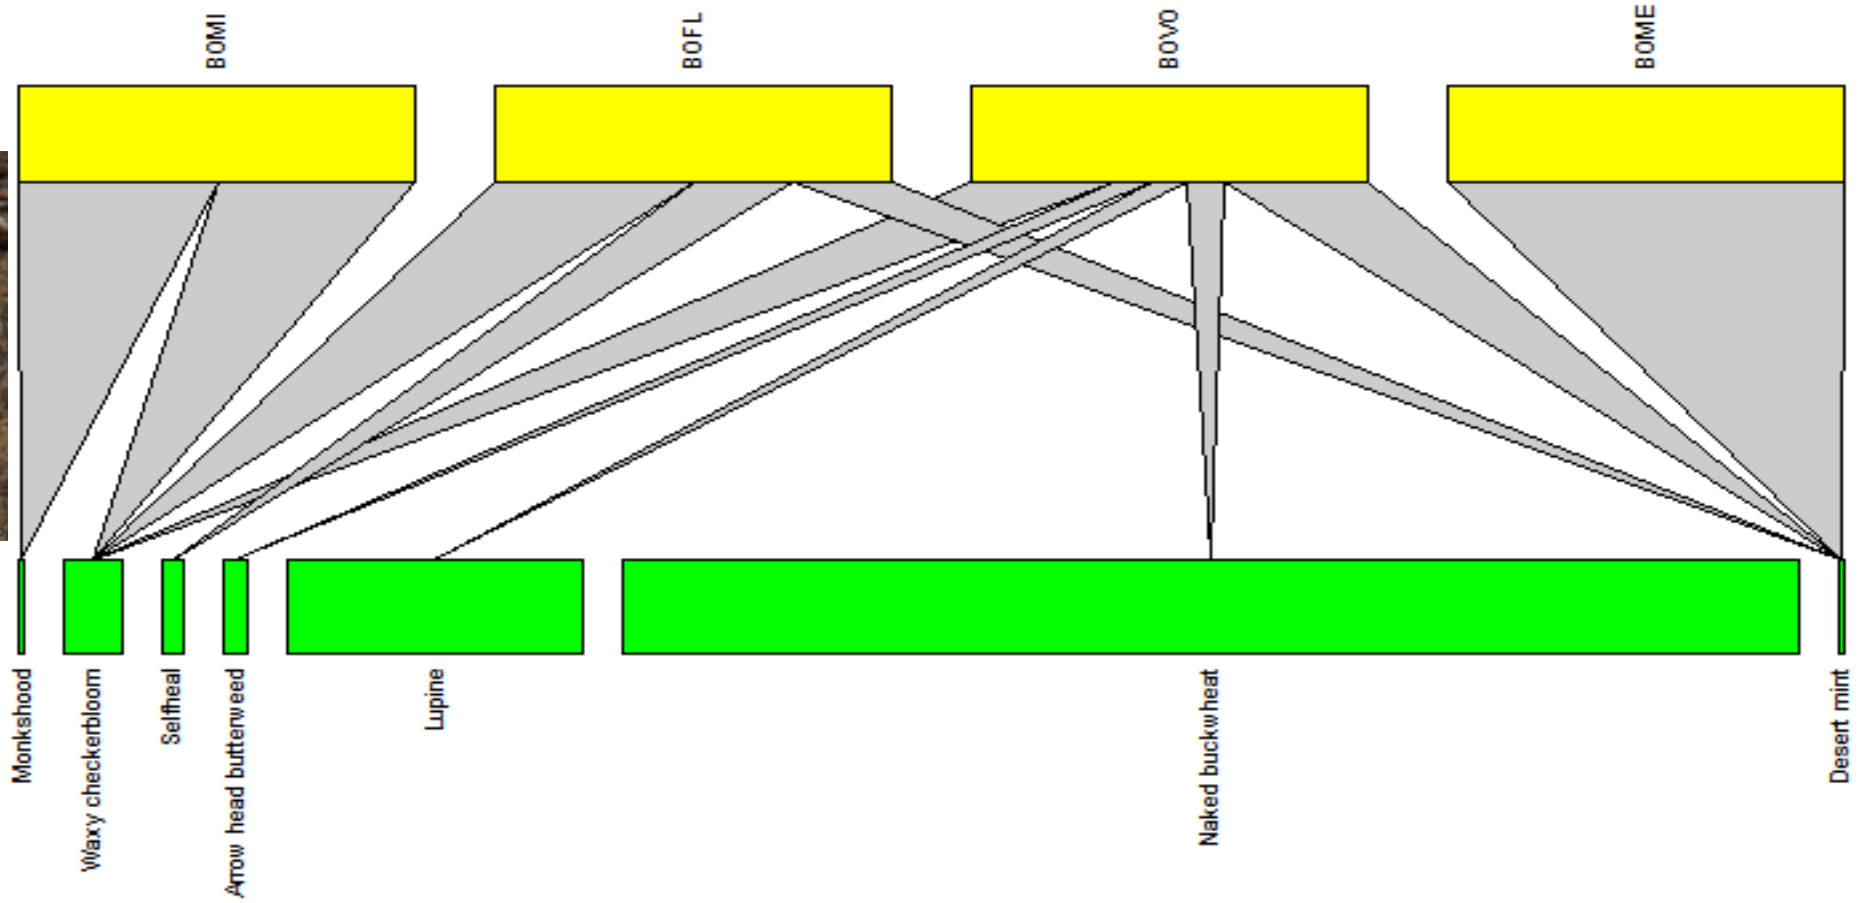 BOMI
BOFL
BOVO
BOME
Monkshood
Waxy checkerbloom
Selfheal
Arrow head butterweed
Lupine
Naked buckwheat
Desert mint